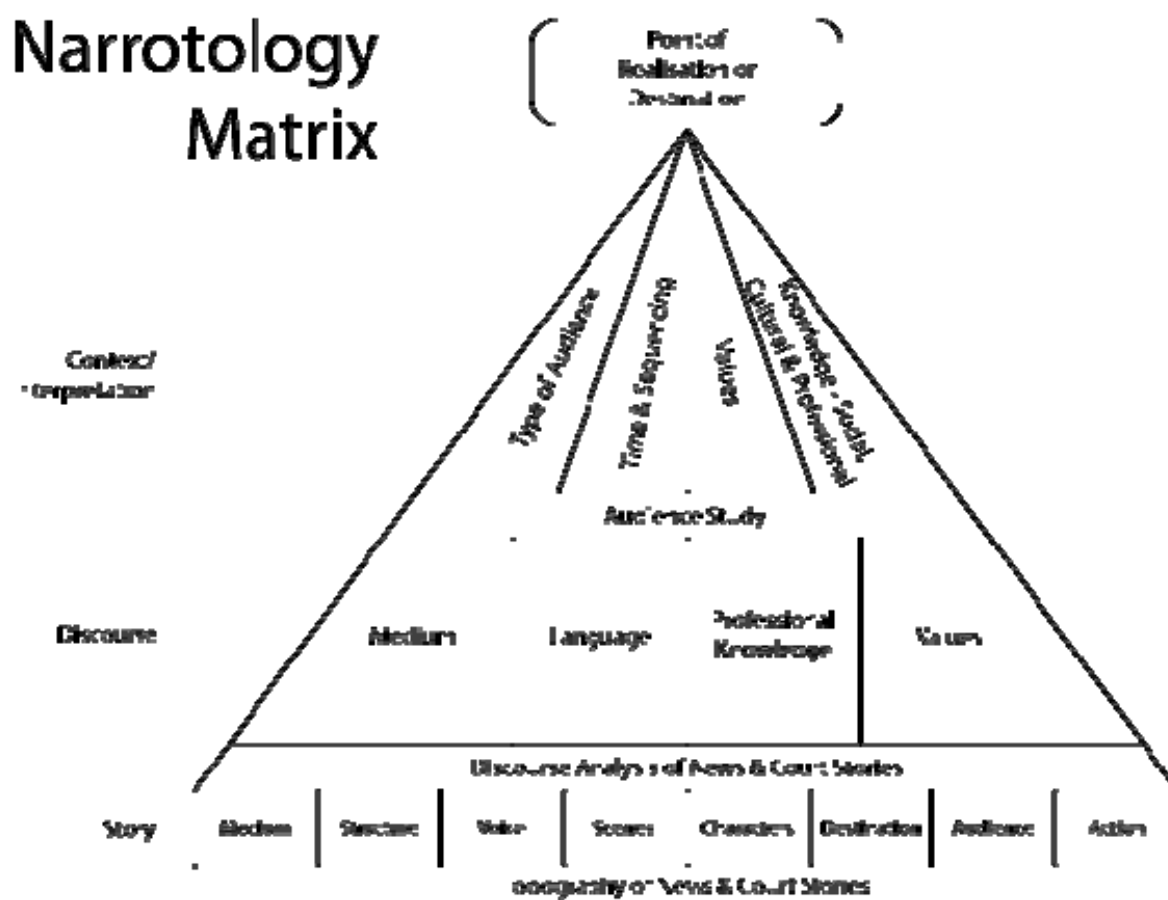 Narrotology
Matrix
Point of
Realisation or
Destination
Type of Audience
Time & Sequencing
Values
Knowledge - Social,
Cultural & Professional
Context/
Interpretation
Audience Study
Discourse
Medium
Language
Professional
Knowledge
Values
Discourse Analysis of News & Court Stories
Story
Medium
Structure
Voice
Scenes
Characters
Destination
Audience
Action
Topography of News & Court Stories